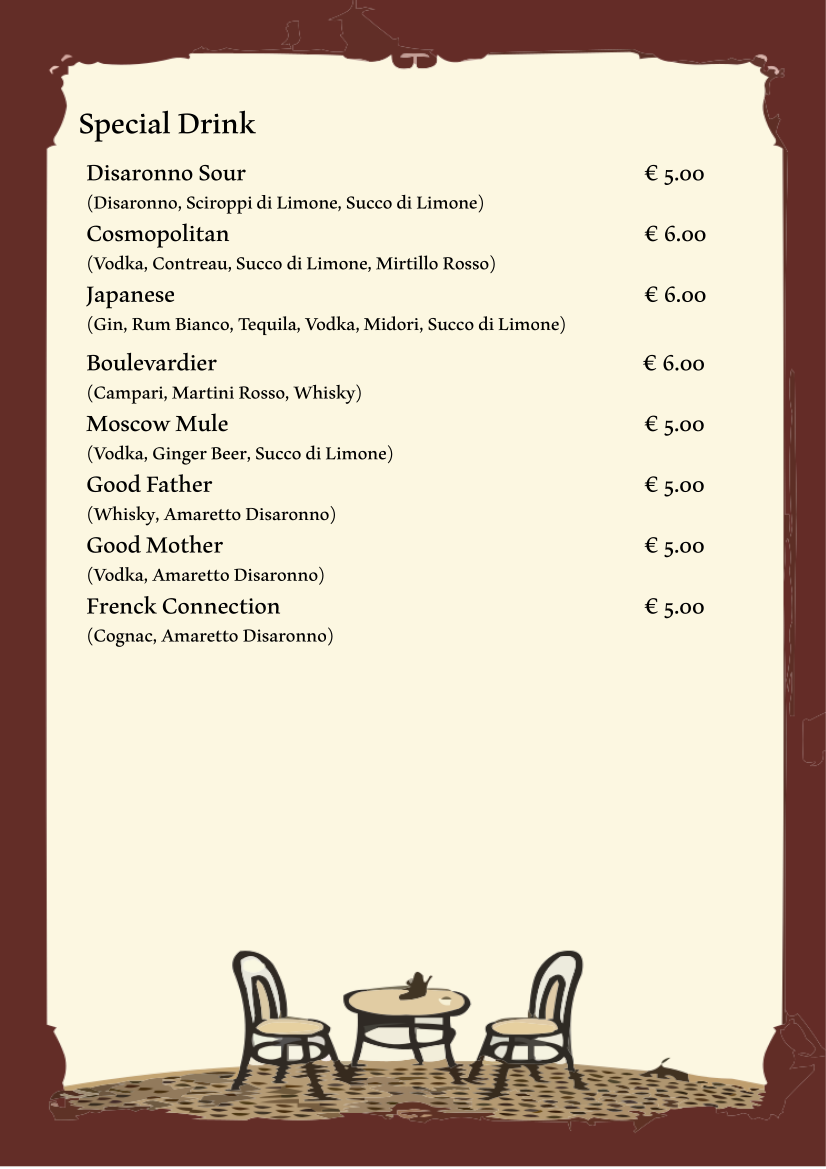 Special Drink
Disaronno Sour € 5.00
(Disaronno, Sciroppi di Limone, Succo di Limone)
Cosmopolitan € 6.00
(Vodka, Contreau, Succo di Limone, Mirtillo Rosso)
Japanese € 6.00
(Gin, Rum Bianco, Tequila, Vodka, Midori, Succo di Limone)
Boulevardier € 6.00
(Campari, Martini Rosso, Whisky)
Moscow Mule € 5.00
(Vodka, Ginger Beer, Succo di Limone)
Good Father € 5.00
(Whisky, Amaretto Disaronno)
Good Mother € 5.00
(Vodka, Amaretto Disaronno)
Frenck Connection € 5.00
(Cognac, Amaretto Disaronno)